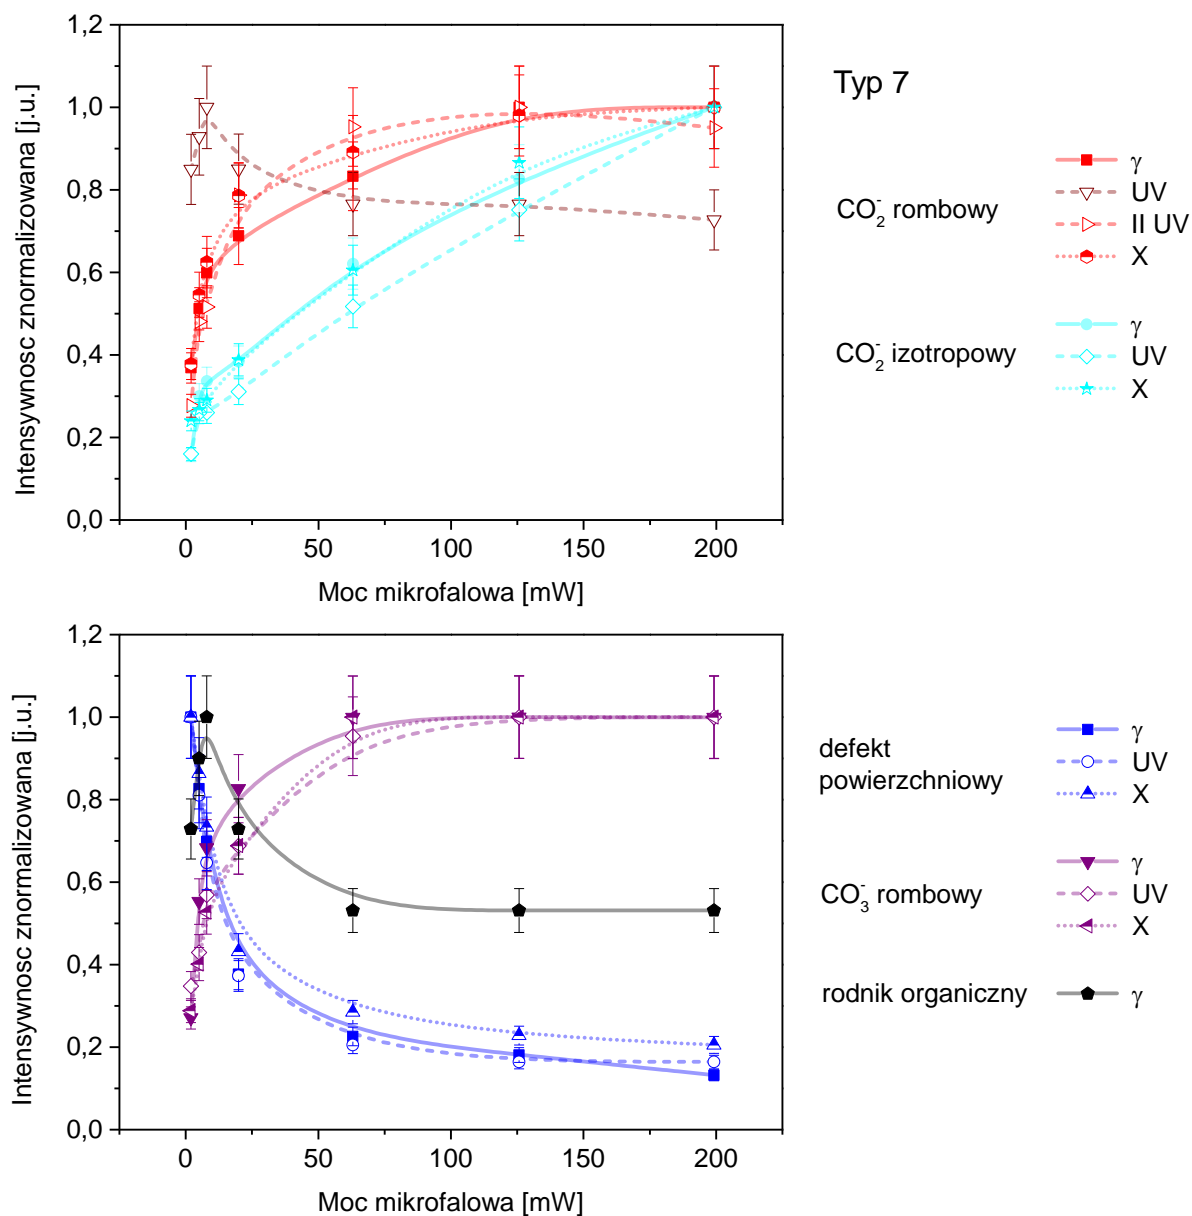 Intensywnosc znormalizowana [j.u.]
1,2
1,0
0,8
0,6
0,4
0,2
0,0
0 50 100 150 200
Moc mikrofalowa [mW]
Typ 7
CO₂⁻ rombowy
γ
UV
II UV
X
CO₂⁻ izotropowy
γ
UV
X
Intensywnosc znormalizowana [j.u.]
1,2
1,0
0,8
0,6
0,4
0,2
0,0
0 50 100 150 200
Moc mikrofalowa [mW]
defekt
powierzchniowy
γ
UV
X
CO₃⁻ rombowy
γ
UV
X
rodnik organiczny
γ